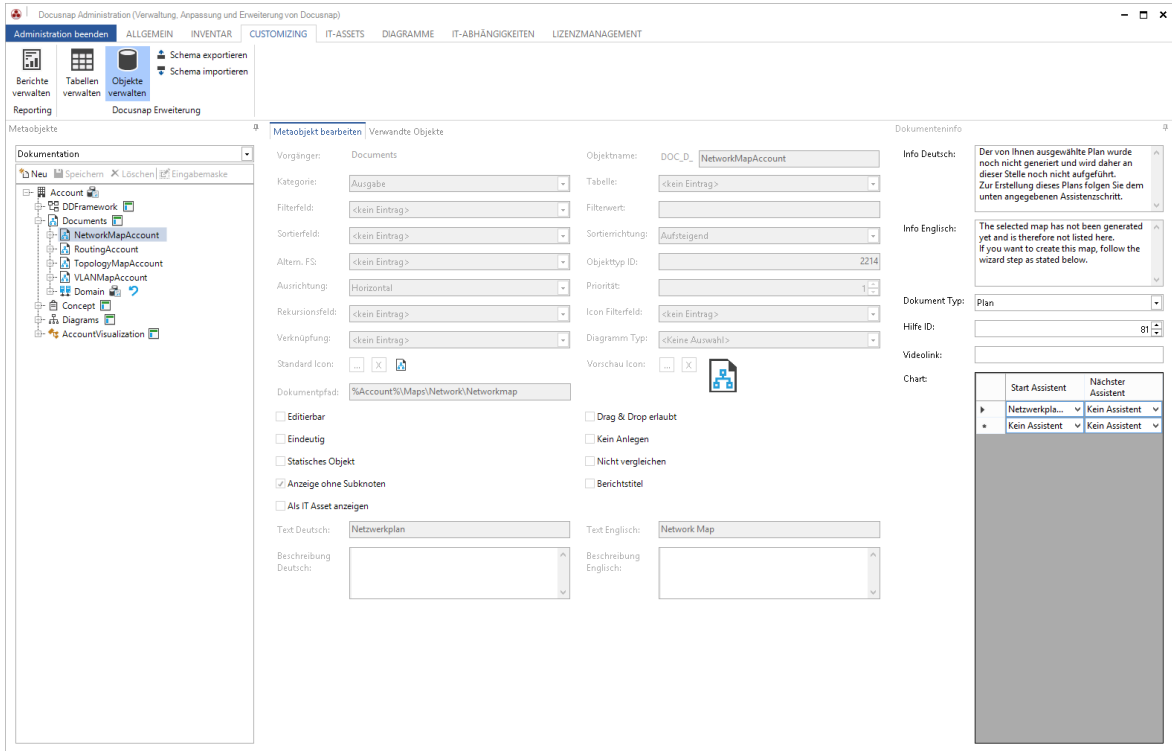 Docusnap Administration (Verwaltung, Anpassung und Erweiterung von Docusnap)
Administration beenden ALLGEMEIN INVENTAR CUSTOMIZING IT-ASSETS DIAGRAMME IT-ABHÄNGIGKEITEN LIZENZMANAGEMENT
Berichte verwalten
Tabellen verwalten
Objekte verwalten
Schema exportieren
Schema importieren
Reporting
Docusnap Erweiterung
Metaobjekte
Dokumentation
Neu Speichern Löschen Eingabemaske
Account
DDFramework
Documents
NetworkMapAccount
RoutingAccount
TopologyMapAccount
VLANMapAccount
Domain
Concept
Diagrams
AccountVisualization
Metaobjekt bearbeiten Verwandte Objekte
Vorgänger: Documents Objektname: DOC_D_ NetworkMapAccount
Kategorie: Ausgabe Tabelle: <kein Eintrag>
Filterfeld: <kein Eintrag> Filterwert:
Sortierfeld: <kein Eintrag> Sortierrichtung: Aufsteigend
Altern. FS: <kein Eintrag> Objekttyp ID: 2214
Ausrichtung: Horizontal Priorität: 1
Rekursionsfeld: <kein Eintrag> Icon Filterfeld: <kein Eintrag>
Verknüpfung: <kein Eintrag> Diagramm Typ: <Keine Auswahl>
Standard Icon: ... X Vorschau Icon: ... X
Dokumentpfad: %Account%\Maps\Network\Networkmap
Editierbar Drag & Drop erlaubt
Eindeutig Kein Anlegen
Statisches Objekt Nicht vergleichen
Anzeige ohne Subknoten Berichtstitel
Als IT Asset anzeigen
Text Deutsch: Netzwerkplan Text Englisch: Network Map
Beschreibung Deutsch: Beschreibung Englisch:
Dokumenteninfo
Info Deutsch: Der von Ihnen ausgewählte Plan wurde
noch nicht generiert und wird daher an
dieser Stelle noch nicht aufgeführt.
Zur Erstellung dieses Plans folgen Sie dem
unten angegebenen Assistenzschritt.
Info Englisch: The selected map has not been generated
yet and is therefore not listed here.
If you want to create this map, follow the
wizard step as stated below.
Dokument Typ: Plan
Hilfe ID: 81
Videolink:
Chart:
Start Assistent Nächster Assistent
Netzwerkpla... Kein Assistent
Kein Assistent Kein Assistent